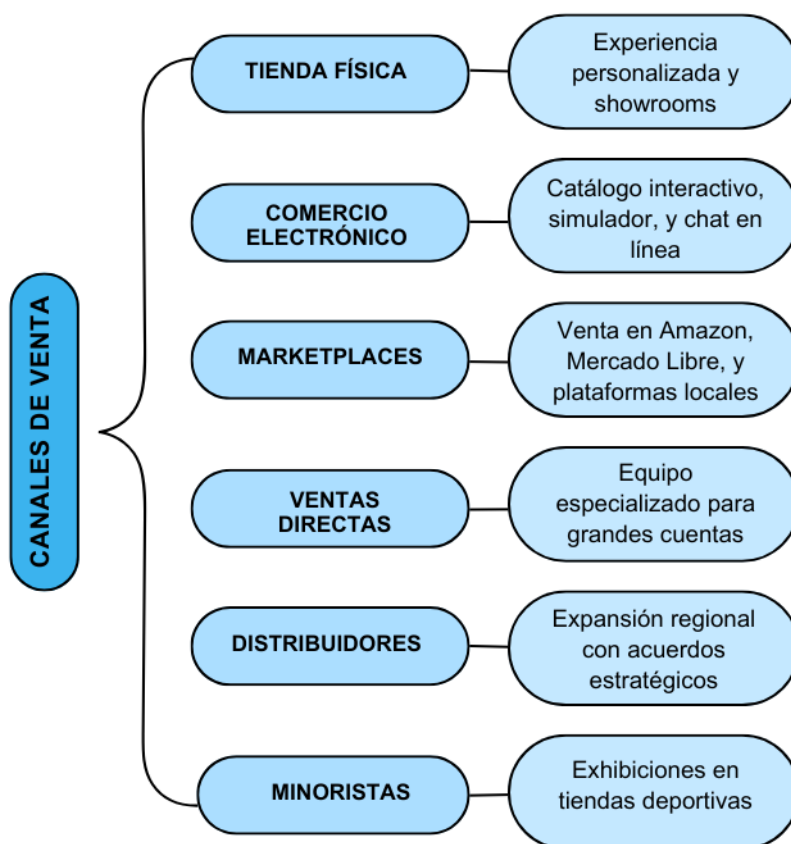 CANALES DE VENTA
TIENDA FÍSICA
Experiencia
personalizada y
showrooms
COMERCIO
ELECTRÓNICO
Catálogo interactivo,
simulador, y chat en
línea
MARKETPLACES
Venta en Amazon,
Mercado Libre, y
plataformas locales
VENTAS
DIRECTAS
Equipo
especializado para
grandes cuentas
DISTRIBUIDORES
Expansión regional
con acuerdos
estratégicos
MINORISTAS
Exhibiciones en
tiendas deportivas